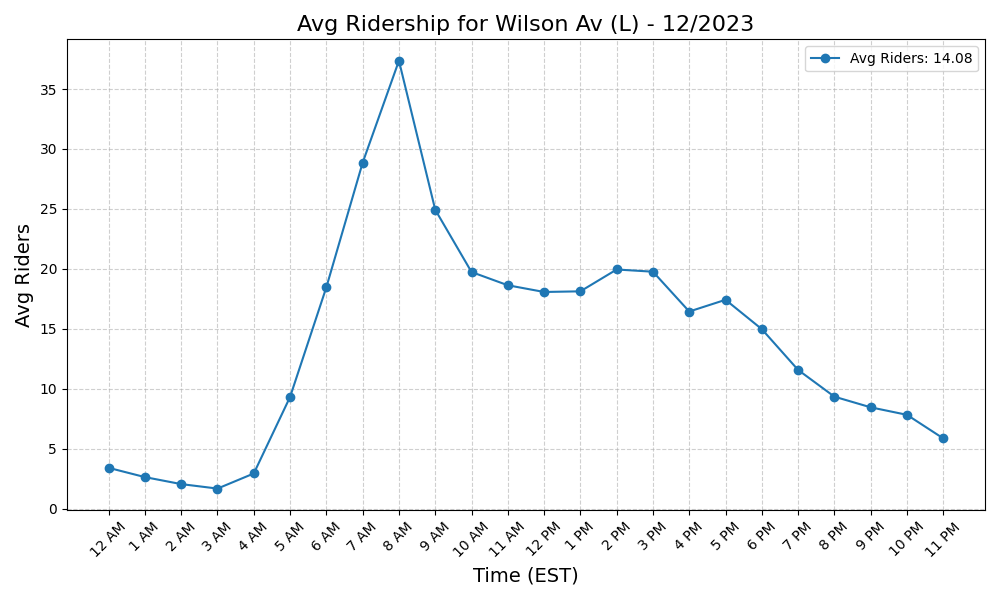 Avg Ridership for Wilson Av (L) - 12/2023
Avg Riders: 14.08
Avg Riders
35
30
25
20
15
10
5
0
12 AM
1 AM
2 AM
3 AM
4 AM
5 AM
6 AM
7 AM
8 AM
9 AM
10 AM
11 AM
12 PM
1 PM
2 PM
3 PM
4 PM
5 PM
6 PM
7 PM
8 PM
9 PM
10 PM
11 PM
Time (EST)